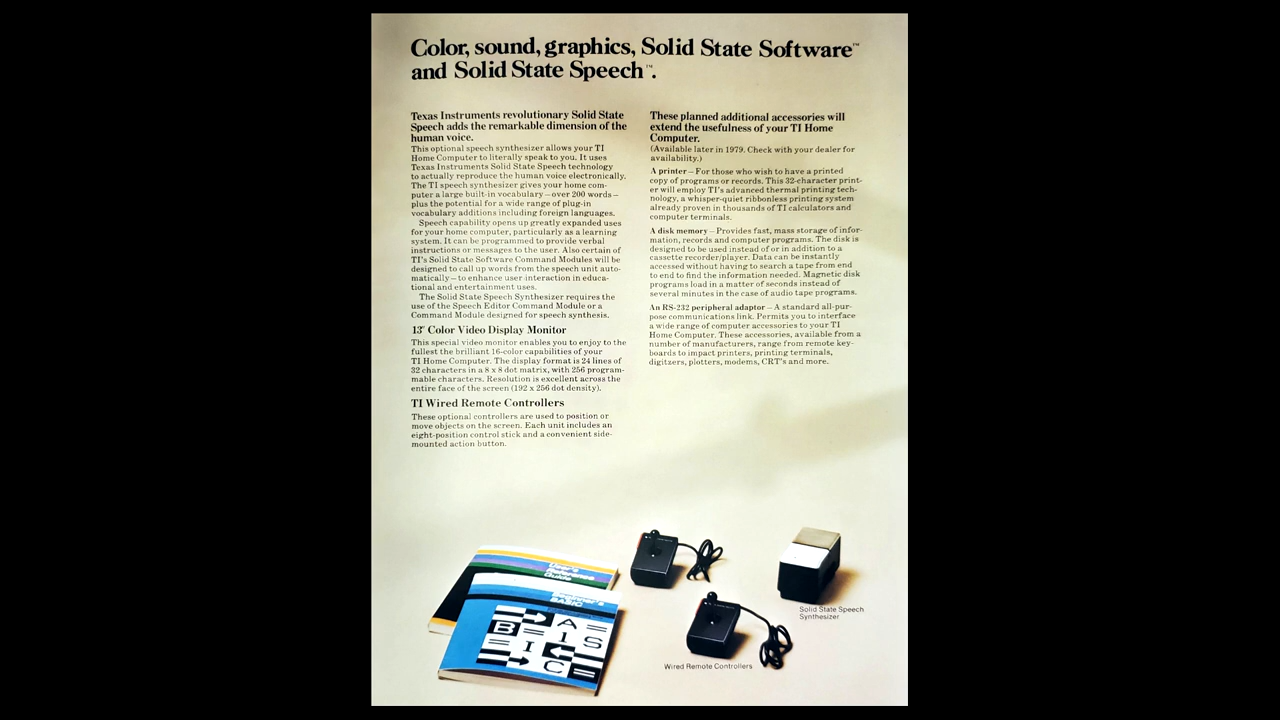 Color, sound, graphics, Solid State Software™
and Solid State Speech™.
Texas Instruments revolutionary Solid State
Speech adds the remarkable dimension of the
human voice.
This optional speech synthesizer allows your TI
Home Computer to literally speak to you. It uses
Texas Instruments Solid State Speech technology
to actually reproduce the human voice electronically.
The TI speech synthesizer gives your home com-
puter a large built-in vocabulary – over 200 words –
plus the potential for a wide range of plug-in
vocabulary additions including foreign languages.
Speech capability opens up greatly expanded uses
for your home computer, particularly as a learning
system. It can be programmed to provide verbal
instructions or messages to the user. Also certain of
TI's Solid State Software Command Modules will be
designed to call up words from the speech unit auto-
matically – to enhance user interaction in educa-
tional and entertainment uses.
The Solid State Speech Synthesizer requires the
use of the Speech Editor Command Module or a
Command Module designed for speech synthesis.
13" Color Video Display Monitor
This special video monitor enables you to enjoy to the
fullest the brilliant 16-color capabilities of your
TI Home Computer. The display format is 24 lines of
32 characters in a 8 x 8 dot matrix, with 256 program-
mable characters. Resolution is excellent across the
entire face of the screen (192 x 256 dot density).
TI Wired Remote Controllers
These optional controllers are used to position or
move objects on the screen. Each unit includes an
eight-position control stick and a convenient side-
mounted action button.
These planned additional accessories will
extend the usefulness of your TI Home
Computer.
(Available later in 1979. Check with your dealer for
availability.)
A printer – For those who wish to have a printed
copy of programs or records. This 32-character print-
er will employ TI's advanced thermal printing tech-
nology, a whisper-quiet ribbonless printing system
already proven in thousands of TI calculators and
computer terminals.
A disk memory – Provides fast, mass storage of infor-
mation, records and computer programs. The disk is
designed to be used instead of or in addition to a
cassette recorder/player. Data can be instantly
accessed without having to search a tape from end
to end to find the information needed. Magnetic disk
programs load in a matter of seconds instead of
several minutes in the case of audio tape programs.
An RS-232 peripheral adaptor – A standard all-pur-
pose communications link. Permits you to interface
a wide range of computer accessories to your TI
Home Computer. These accessories, available from a
number of manufacturers, range from remote key-
boards to impact printers, printing terminals,
digitzers, plotters, modems, CRT's and more.
User's
Reference
Guide
BASIC
B A S I C
Solid State Speech
Synthesizer
Wired Remote Controllers